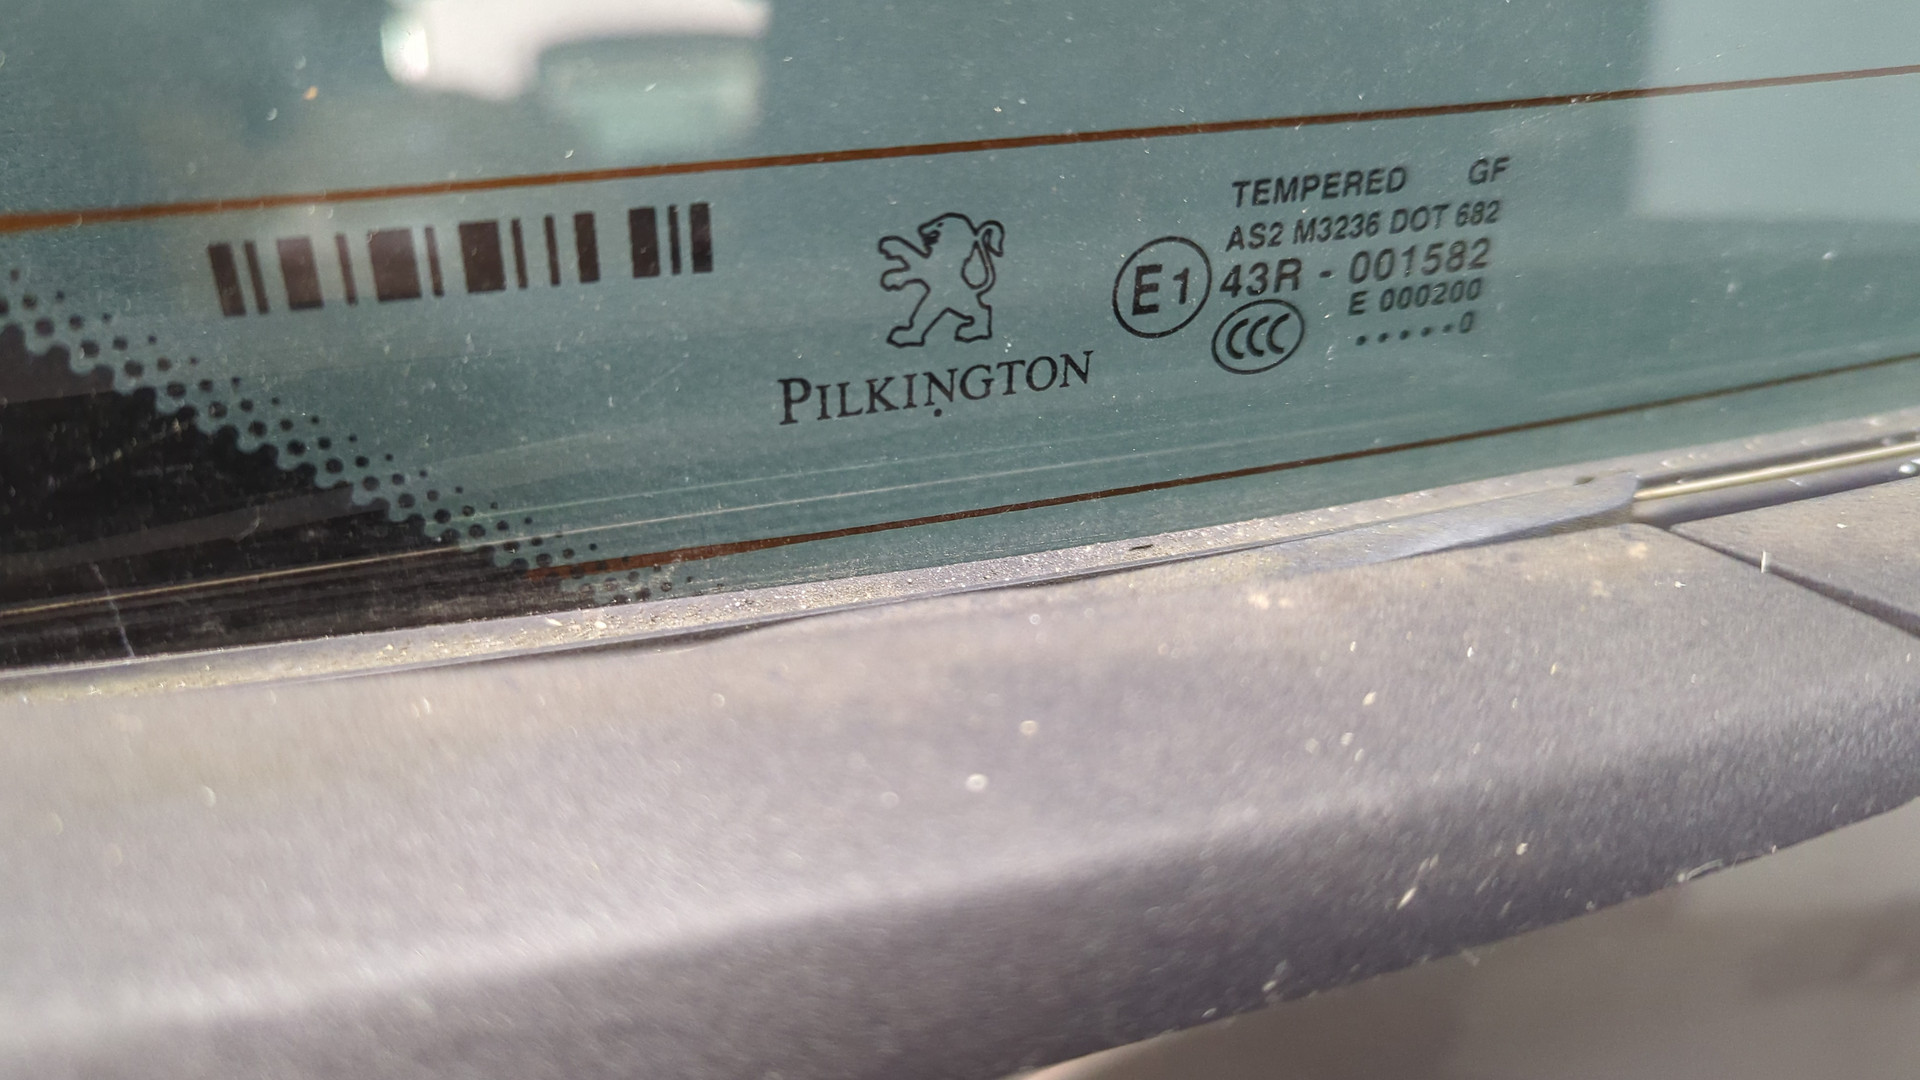 PILKINGTON
TEMPERED GF
AS2 M3236 DOT 682
E1 43R - 001582
E 000200
CCC
.....0